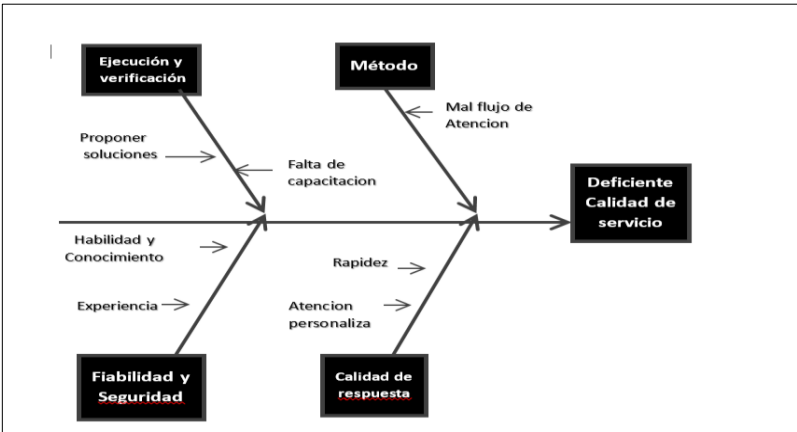 Ejecución y
verificación
Método
Mal flujo de
Atencion
Proponer
soluciones
Falta de
capacitacion
Deficiente
Calidad de
servicio
Habilidad y
Conocimiento
Rapidez
Experiencia
Atencion
personaliza
Fiabilidad y
Seguridad
Calidad de
respuesta